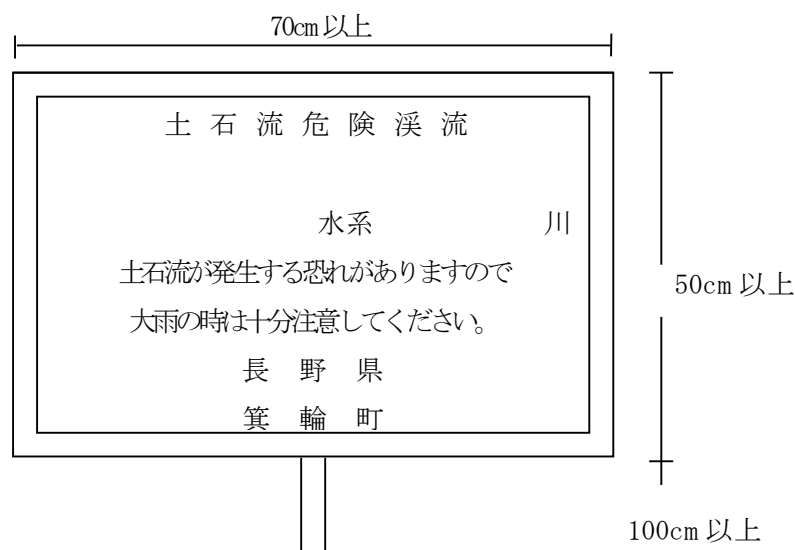 70cm以上
土石流危険渓流
水系　　　川
土石流が発生する恐れがありますので
50cm以上
大雨の時は十分注意してください。
長野県
箕輪町
100cm以上